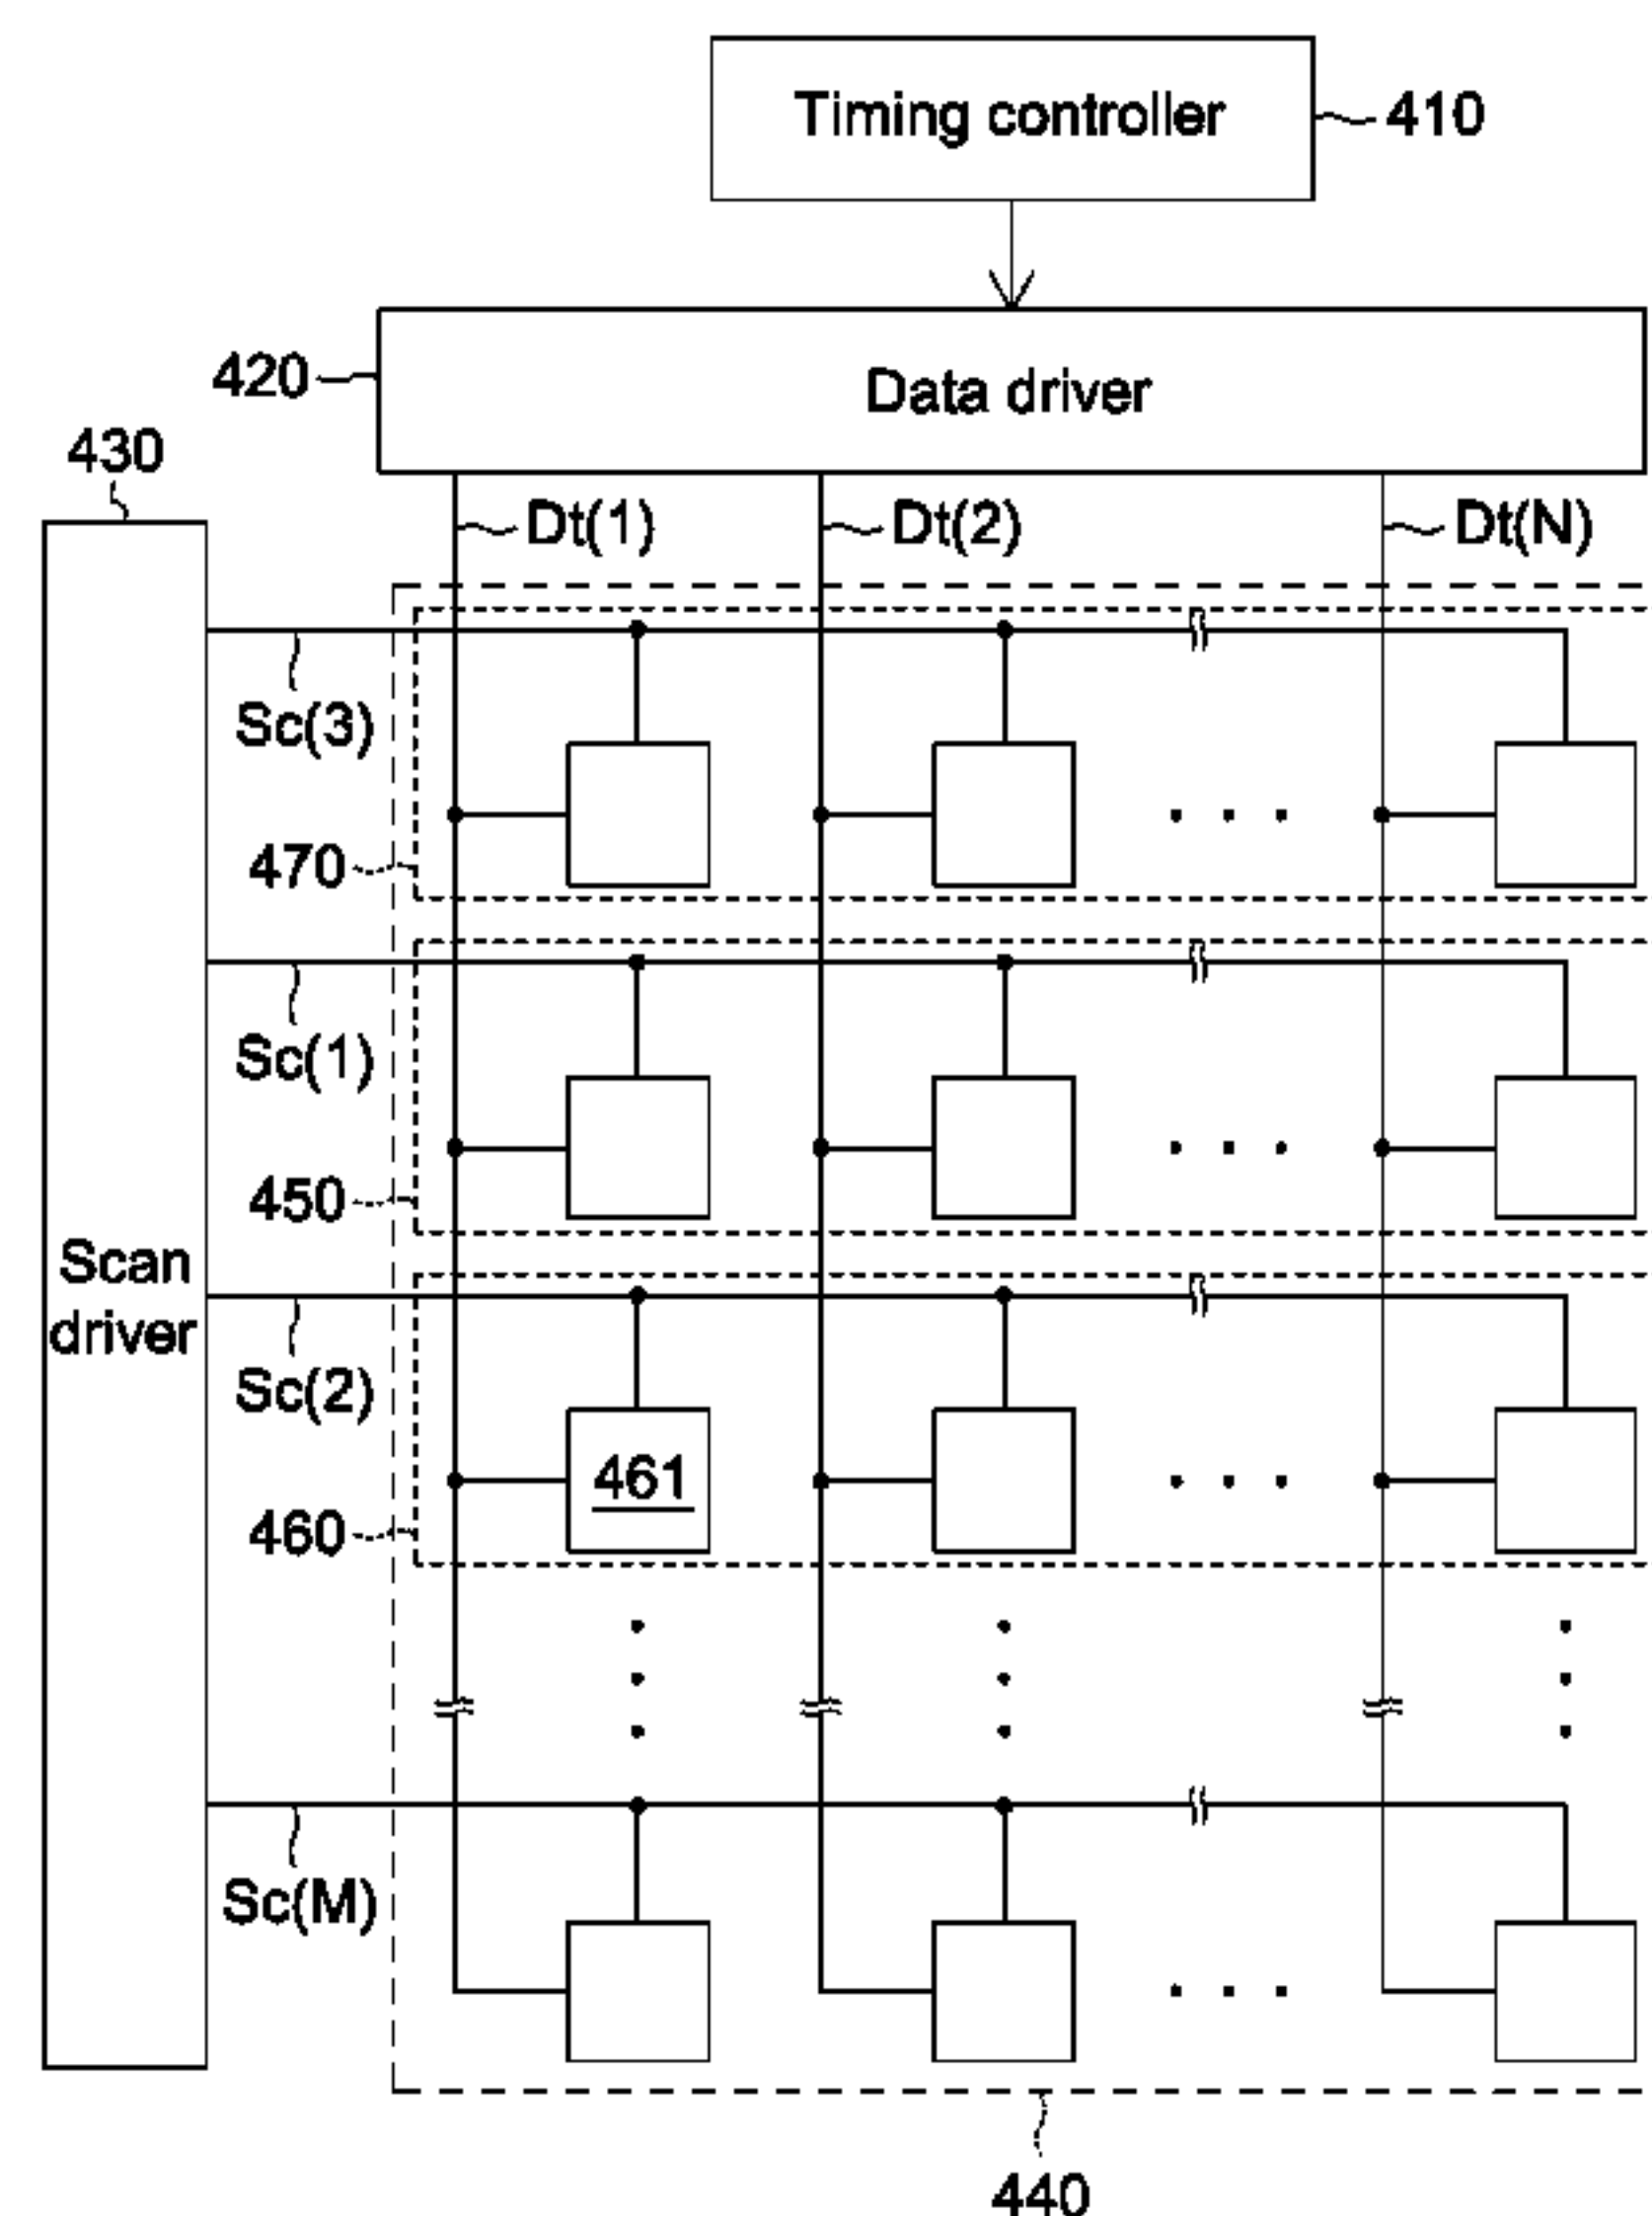 Timing controller
410
420
Data driver
430
Dt(1)
Dt(2)
Dt(N)
Sc(3)
470
Sc(1)
450
Scan
driver
Sc(2)
461
460
Sc(M)
440